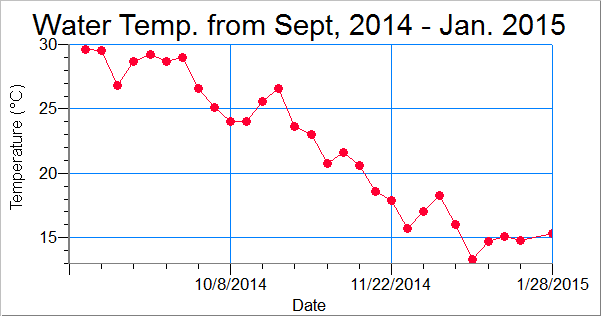 Water Temp. from Sept, 2014 - Jan. 2015
Temperature (°C)
30
25
20
15
10/8/2014 11/22/2014 1/28/2015
Date